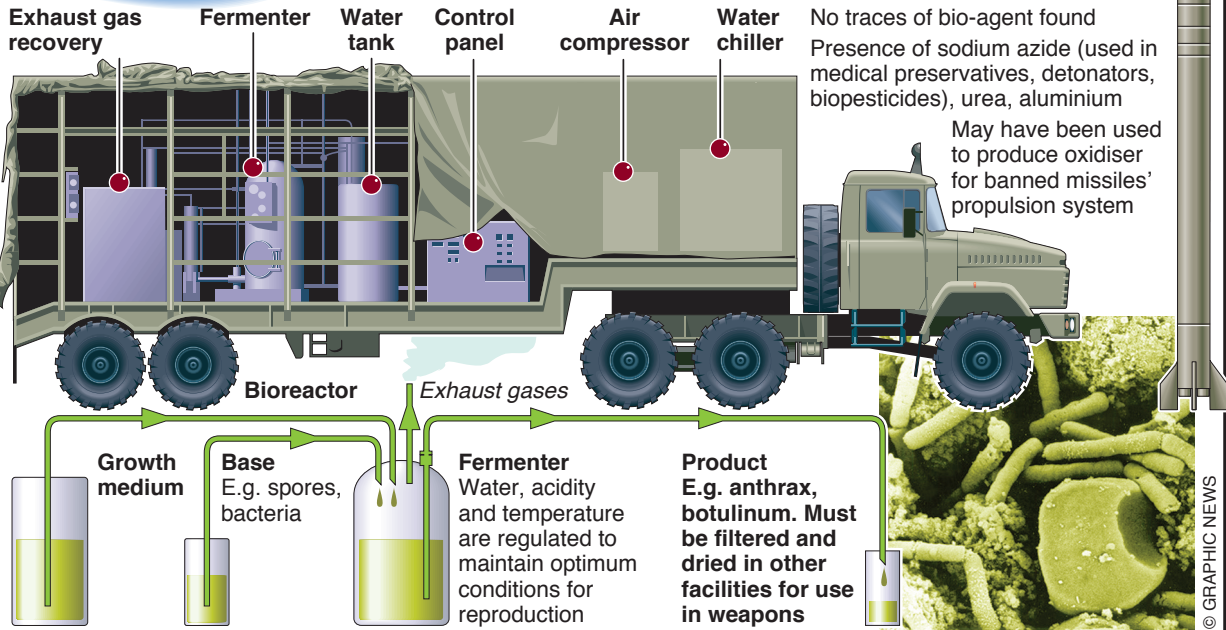 Exhaust gas
recovery
Fermenter
Water
tank
Control
panel
Air
compressor
Water
chiller
No traces of bio-agent found
Presence of sodium azide (used in
medical preservatives, detonators,
biopesticides), urea, aluminium
May have been used
to produce oxidiser
for banned missiles’
propulsion system
Bioreactor
Exhaust gases
Growth
medium
Base
E.g. spores,
bacteria
Fermenter
Water, acidity
and temperature
are regulated to
maintain optimum
conditions for
reproduction
Product
E.g. anthrax,
botulinum. Must
be filtered and
dried in other
facilities for use
in weapons
© GRAPHIC NEWS